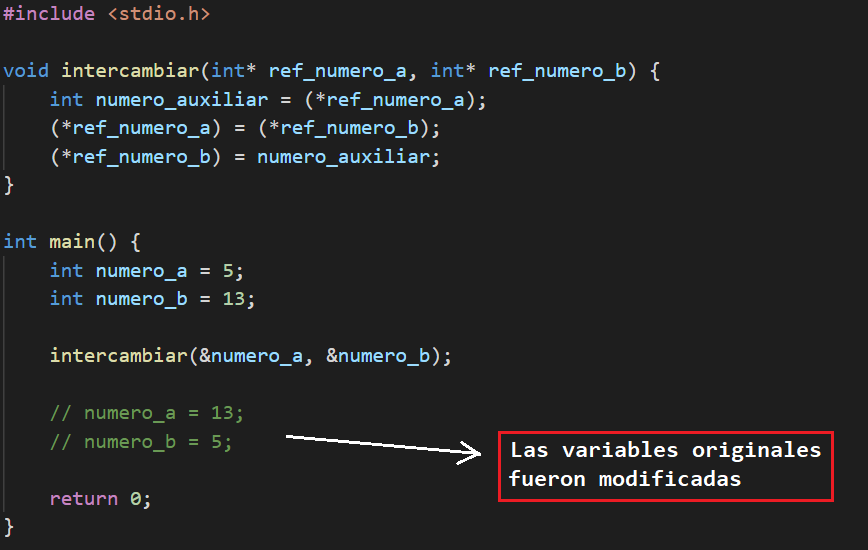 #include <stdio.h>
void intercambiar(int* ref_numero_a, int* ref_numero_b) {
int numero_auxiliar = (*ref_numero_a);
(*ref_numero_a) = (*ref_numero_b);
(*ref_numero_b) = numero_auxiliar;
}
int main() {
int numero_a = 5;
int numero_b = 13;
intercambiar(&numero_a, &numero_b);
// numero_a = 13;
// numero_b = 5;
Las variables originales
fueron modificadas
return 0;
}